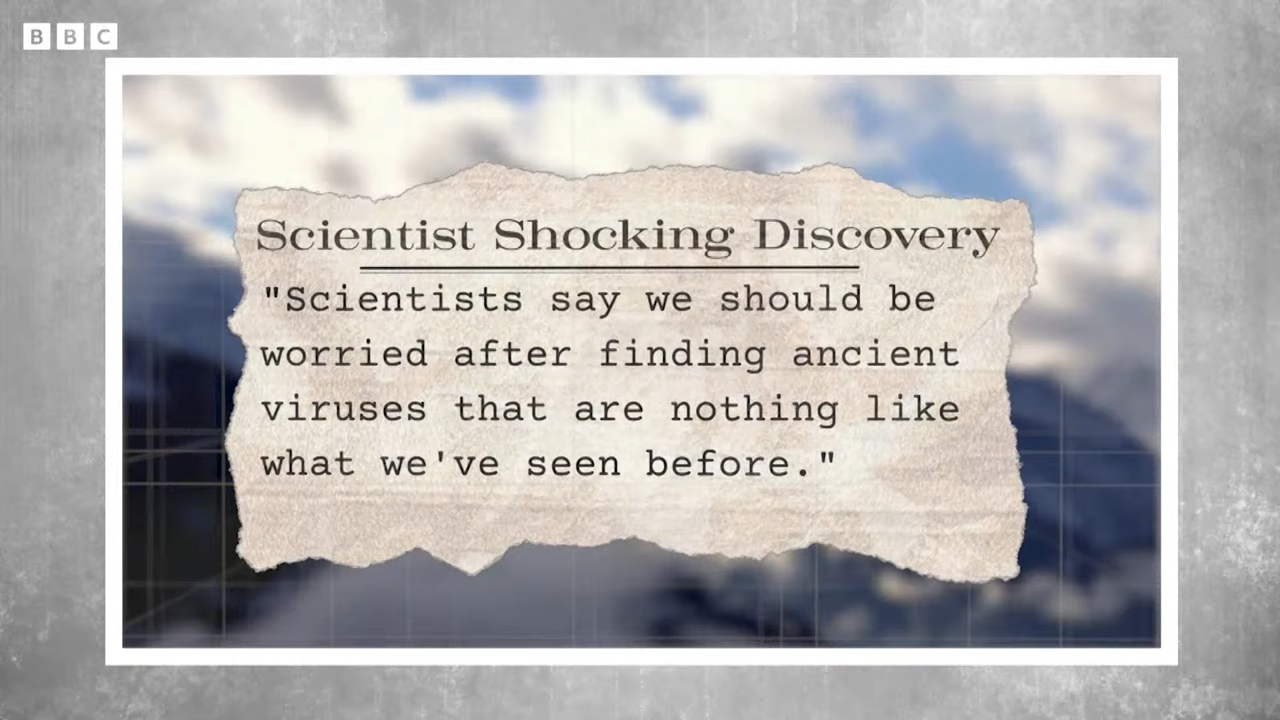 BBC
Scientist Shocking Discovery
"Scientists say we should be
worried after finding ancient
viruses that are nothing like
what we've seen before."